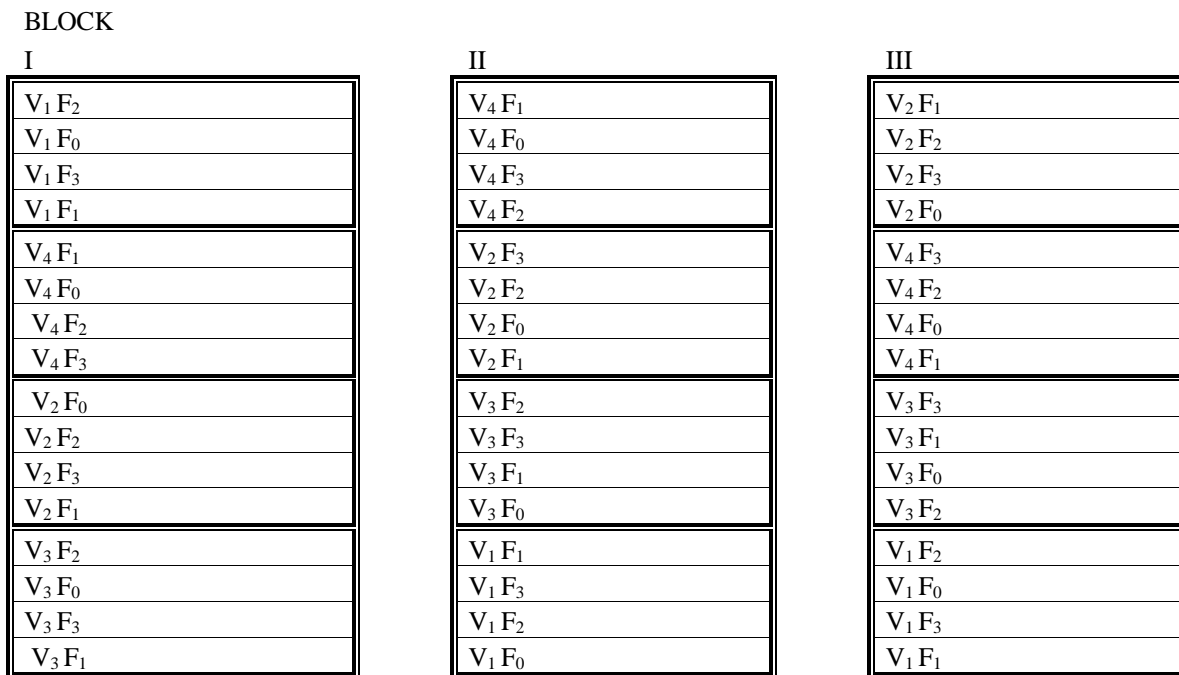 BLOCK
I II III
V₁ F₂ V₄ F₁ V₂ F₁
V₁ F₀ V₄ F₀ V₂ F₂
V₁ F₃ V₄ F₃ V₂ F₃
V₁ F₁ V₄ F₂ V₂ F₀
V₄ F₁ V₂ F₃ V₄ F₃
V₄ F₀ V₂ F₂ V₄ F₂
V₄ F₂ V₂ F₀ V₄ F₀
V₄ F₃ V₂ F₁ V₄ F₁
V₂ F₀ V₃ F₂ V₃ F₃
V₂ F₂ V₃ F₃ V₃ F₁
V₂ F₃ V₃ F₁ V₃ F₀
V₂ F₁ V₃ F₀ V₃ F₂
V₃ F₂ V₁ F₁ V₁ F₂
V₃ F₀ V₁ F₃ V₁ F₀
V₃ F₃ V₁ F₂ V₁ F₃
V₃ F₁ V₁ F₀ V₁ F₁